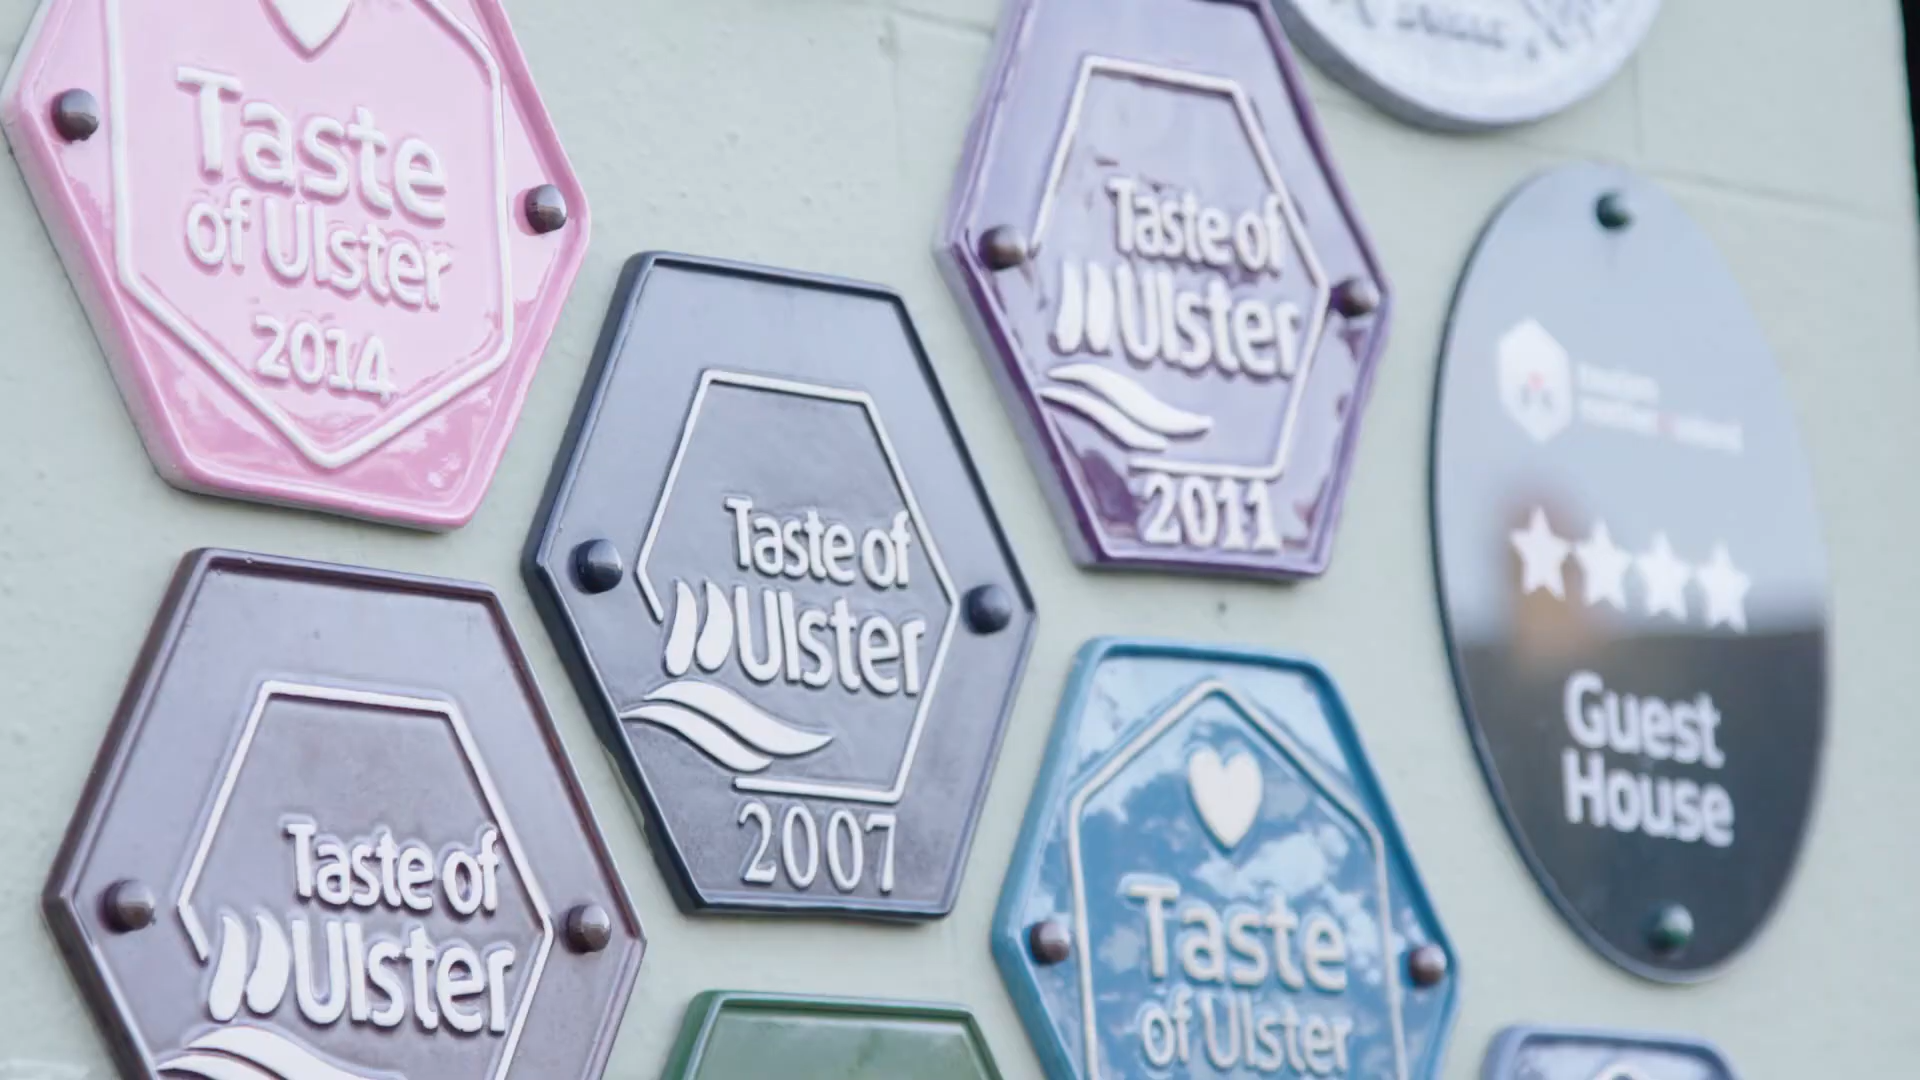 Taste
of Ulster
2014
Taste of
Ulster
2011
Taste of
Ulster
2007
Guest
House
Taste of
Ulster
Taste
of Ulster